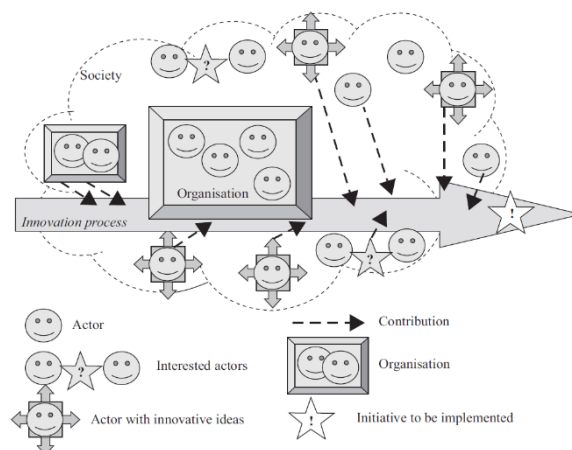 ?
Society
Organisation
Innovation process
!
?
Actor
Contribution
?
Interested actors
Organisation
Actor with innovative ideas
!
Initiative to be implemented